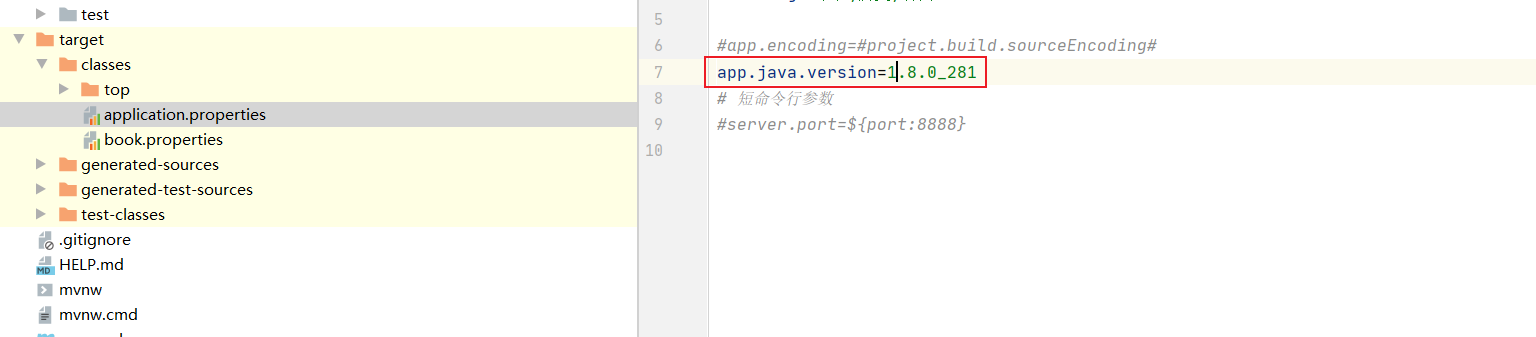 test
target
classes
top
application.properties
book.properties
generated-sources
generated-test-sources
test-classes
.gitignore
HELP.md
mvnw
mvnw.cmd
5
6 #app.encoding=#project.build.sourceEncoding#
7 app.java.version=1.8.0_281
8 # 短命令行参数
9 #server.port=${port:8888}
10